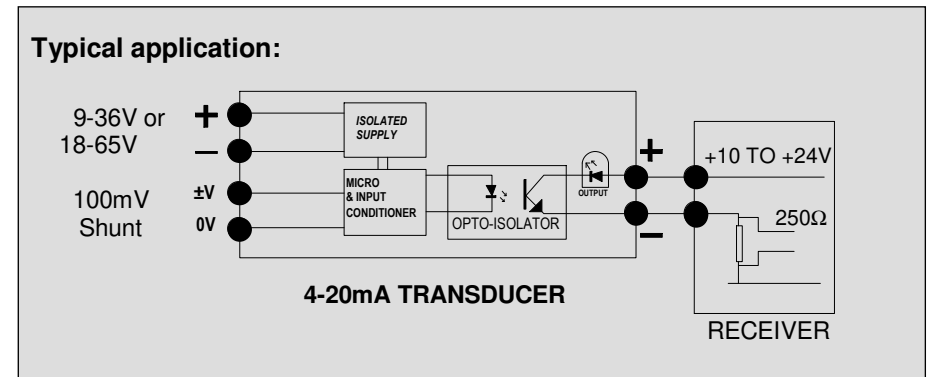 Typical application:
9-36V or
18-65V
+
–
100mV
Shunt
±V
0V
ISOLATED
SUPPLY
MICRO
& INPUT
CONDITIONER
OPTO-ISOLATOR
OUTPUT
+
–
+10 TO +24V
250Ω
4-20mA TRANSDUCER
RECEIVER